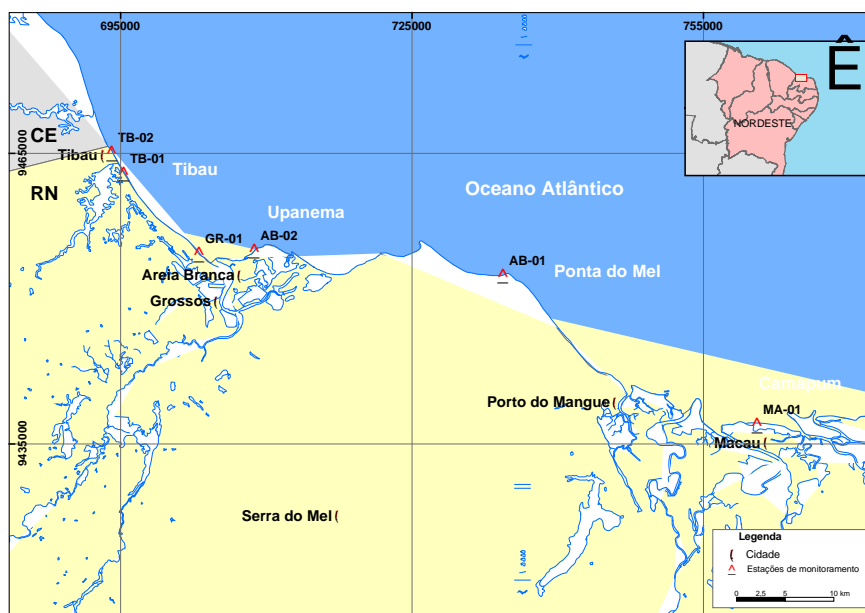 695000
725000
755000
Ê
NORDESTE
CE
TB-02
9465000
Tibau
TB-01
Tibau
RN
Oceano Atlântico
Upanema
GR-01
AB-02
AB-01
Areia Branca
Ponta do Mel
Grossos
Camapum
Porto do Mangue
MA-01
9435000
Macau
Serra do Mel
Legenda
Cidade
Estações de monitoramento
0 2,5 5 10 km